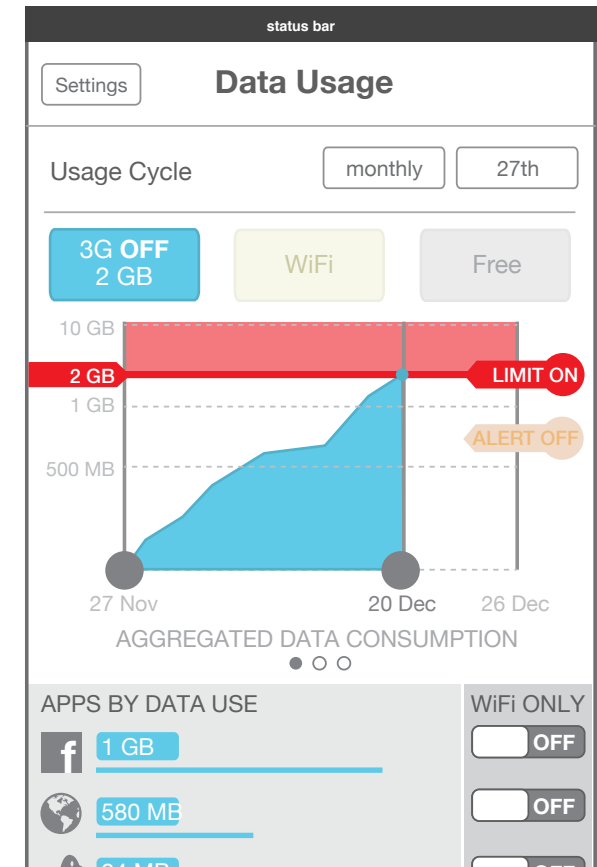 status bar
Settings
Data Usage
Usage Cycle
monthly
27th
3G OFF
2 GB
WiFi
Free
10 GB
2 GB
LIMIT ON
1 GB
ALERT OFF
500 MB
27 Nov
20 Dec
26 Dec
AGGREGATED DATA CONSUMPTION
APPS BY DATA USE
WiFi ONLY
f
1 GB
OFF
580 MB
OFF